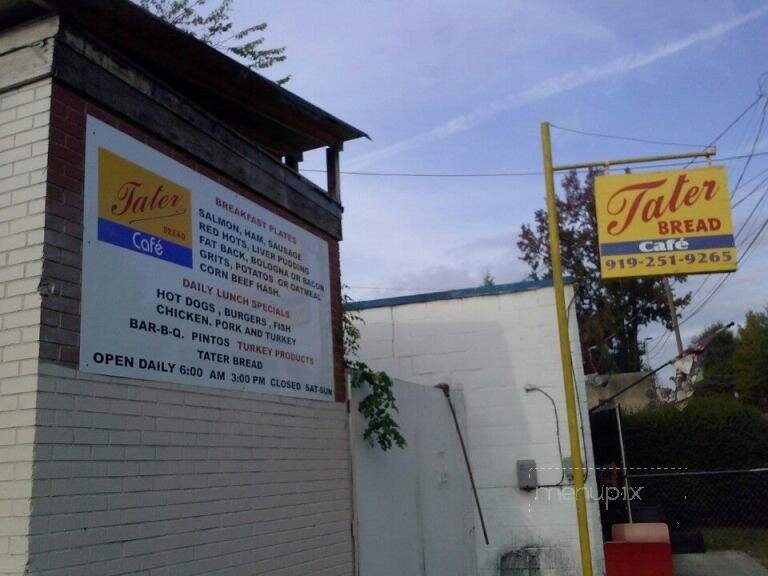 Tater
BREAD
Café
BREAKFAST PLATES
SALMON, HAM, SAUSAGE
RED HOTS, LIVER PUDDING
FAT BACK, BOLOGNA OR BACON
GRITS, POTATOS OR OATMEAL
CORN BEEF HASH.
DAILY LUNCH SPECIALS
HOT DOGS , BURGERS , FISH
CHICKEN. PORK AND TURKEY
BAR-B-Q. PINTOS TURKEY PRODUCTS
TATER BREAD
OPEN DAILY 6:00 AM 3:00 PM CLOSED SAT-SUN
Tater
BREAD
Café
919-251-9265
menupix